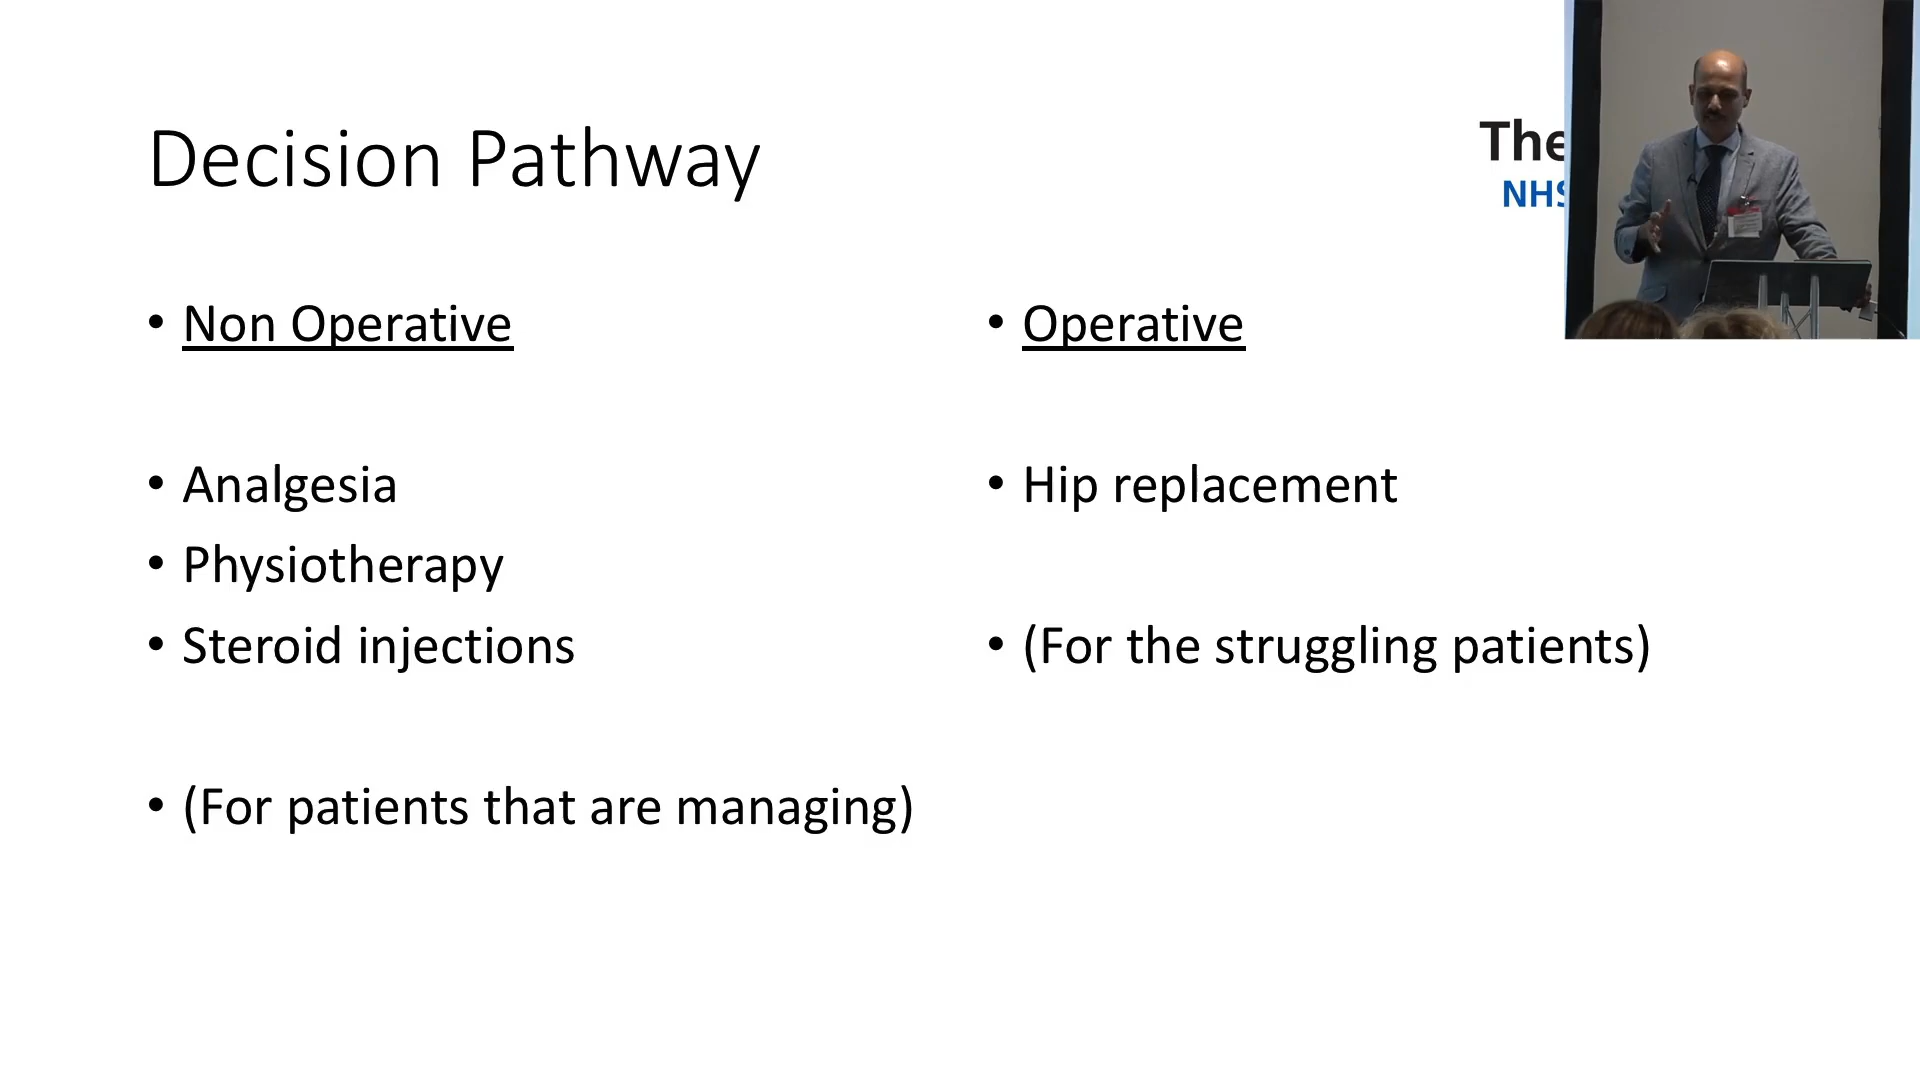 Decision Pathway
The
NHS
• Non Operative
• Analgesia
• Physiotherapy
• Steroid injections
• (For patients that are managing)
• Operative
• Hip replacement
• (For the struggling patients)